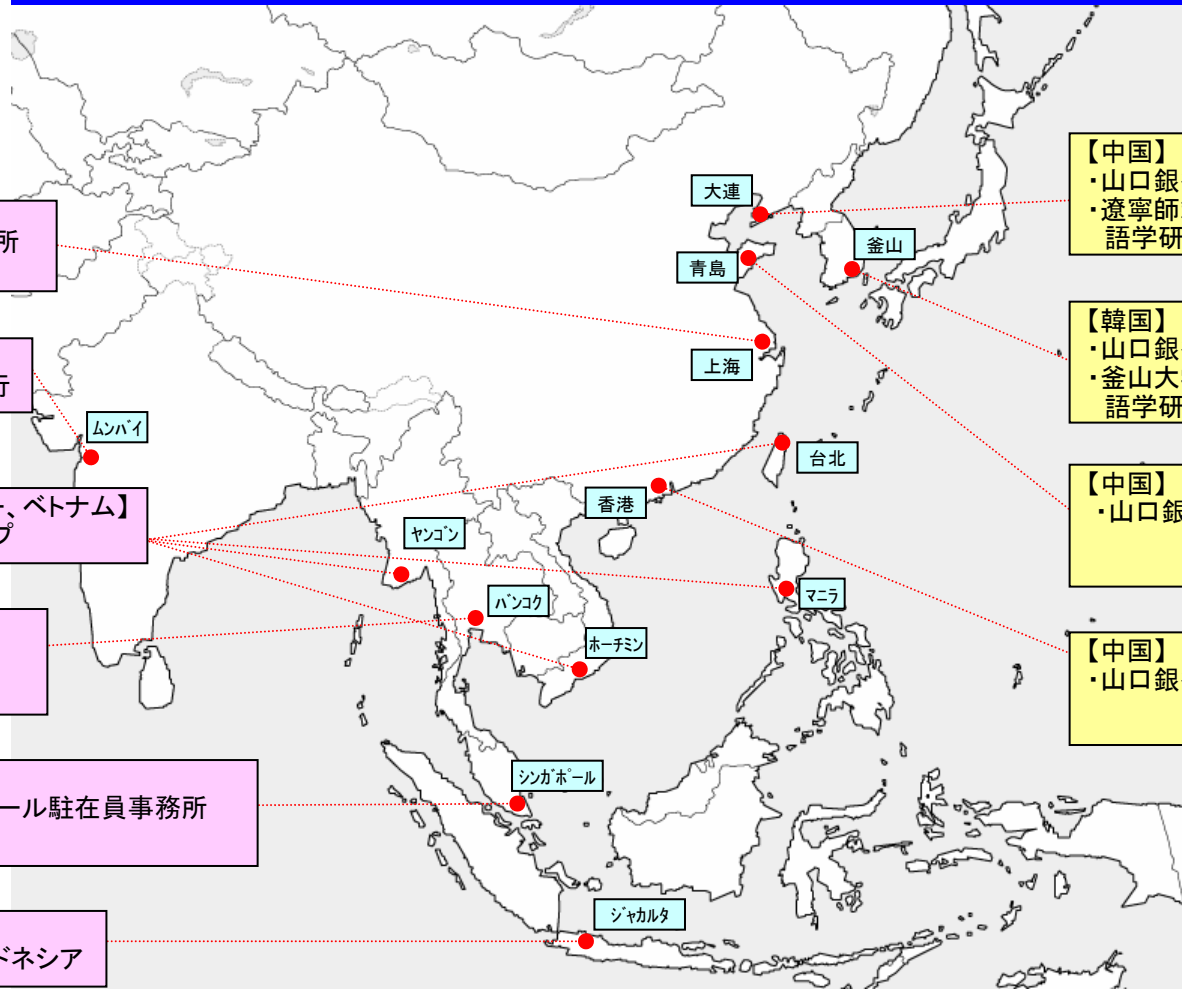 所
行
ー、ベトナム】
プ
ール駐在員事務所
ドネシア
大連
釜山
青島
上海
ﾑﾝﾊﾞｲ
台北
香港
ﾔﾝｺﾞﾝ
ﾊﾞﾝｺｸ
ﾏﾆﾗ
ﾎｰﾁﾐﾝ
ｼﾝｶﾞﾎﾟｰﾙ
ｼﾞｬｶﾙﾀ
【中国】
・山口銀
・遼寧師
語学研
【韓国】
・山口銀
・釜山大
語学研
【中国】
・山口銀
【中国】
・山口銀